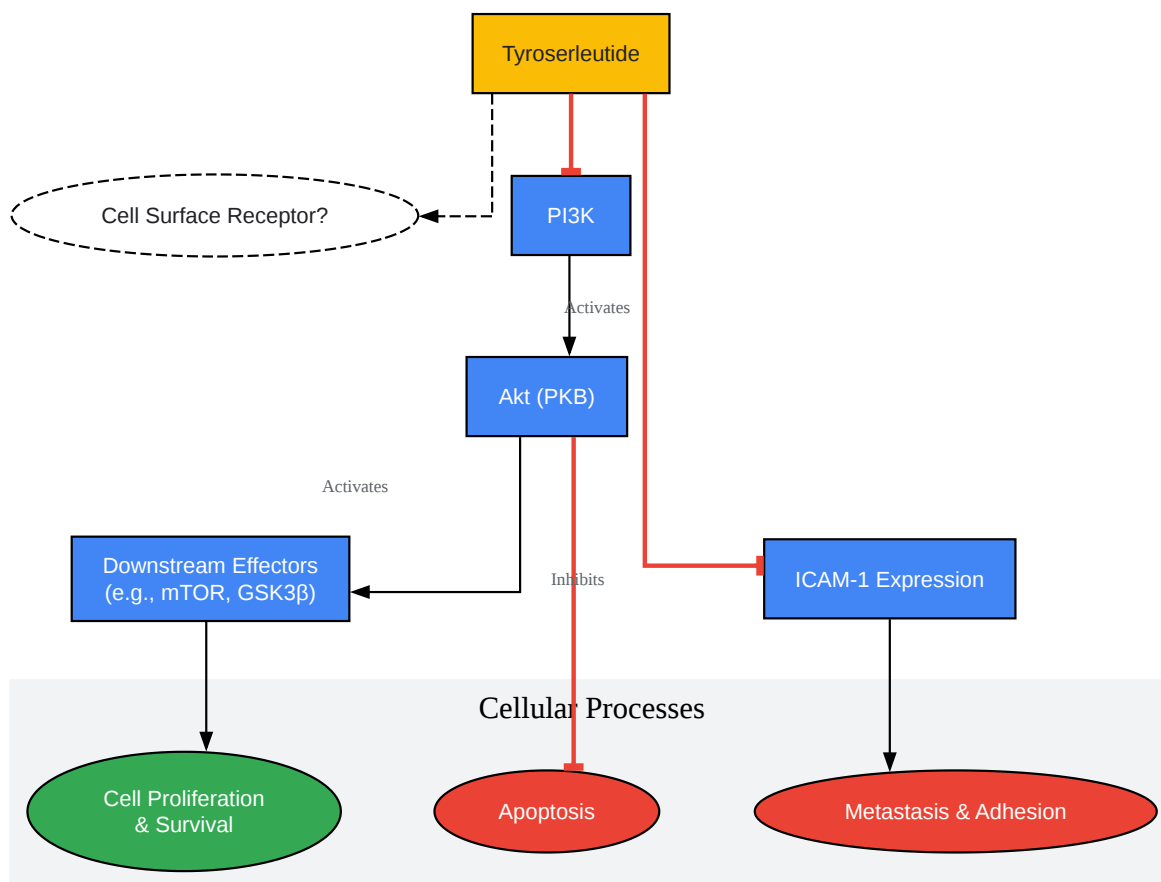 Tyroserleutide
Cell Surface Receptor?
PI3K
Activates
Akt (PKB)
Activates
Downstream Effectors
(e.g., mTOR, GSK3β)
Inhibits
ICAM-1 Expression
Cellular Processes
Cell Proliferation
& Survival
Apoptosis
Metastasis & Adhesion